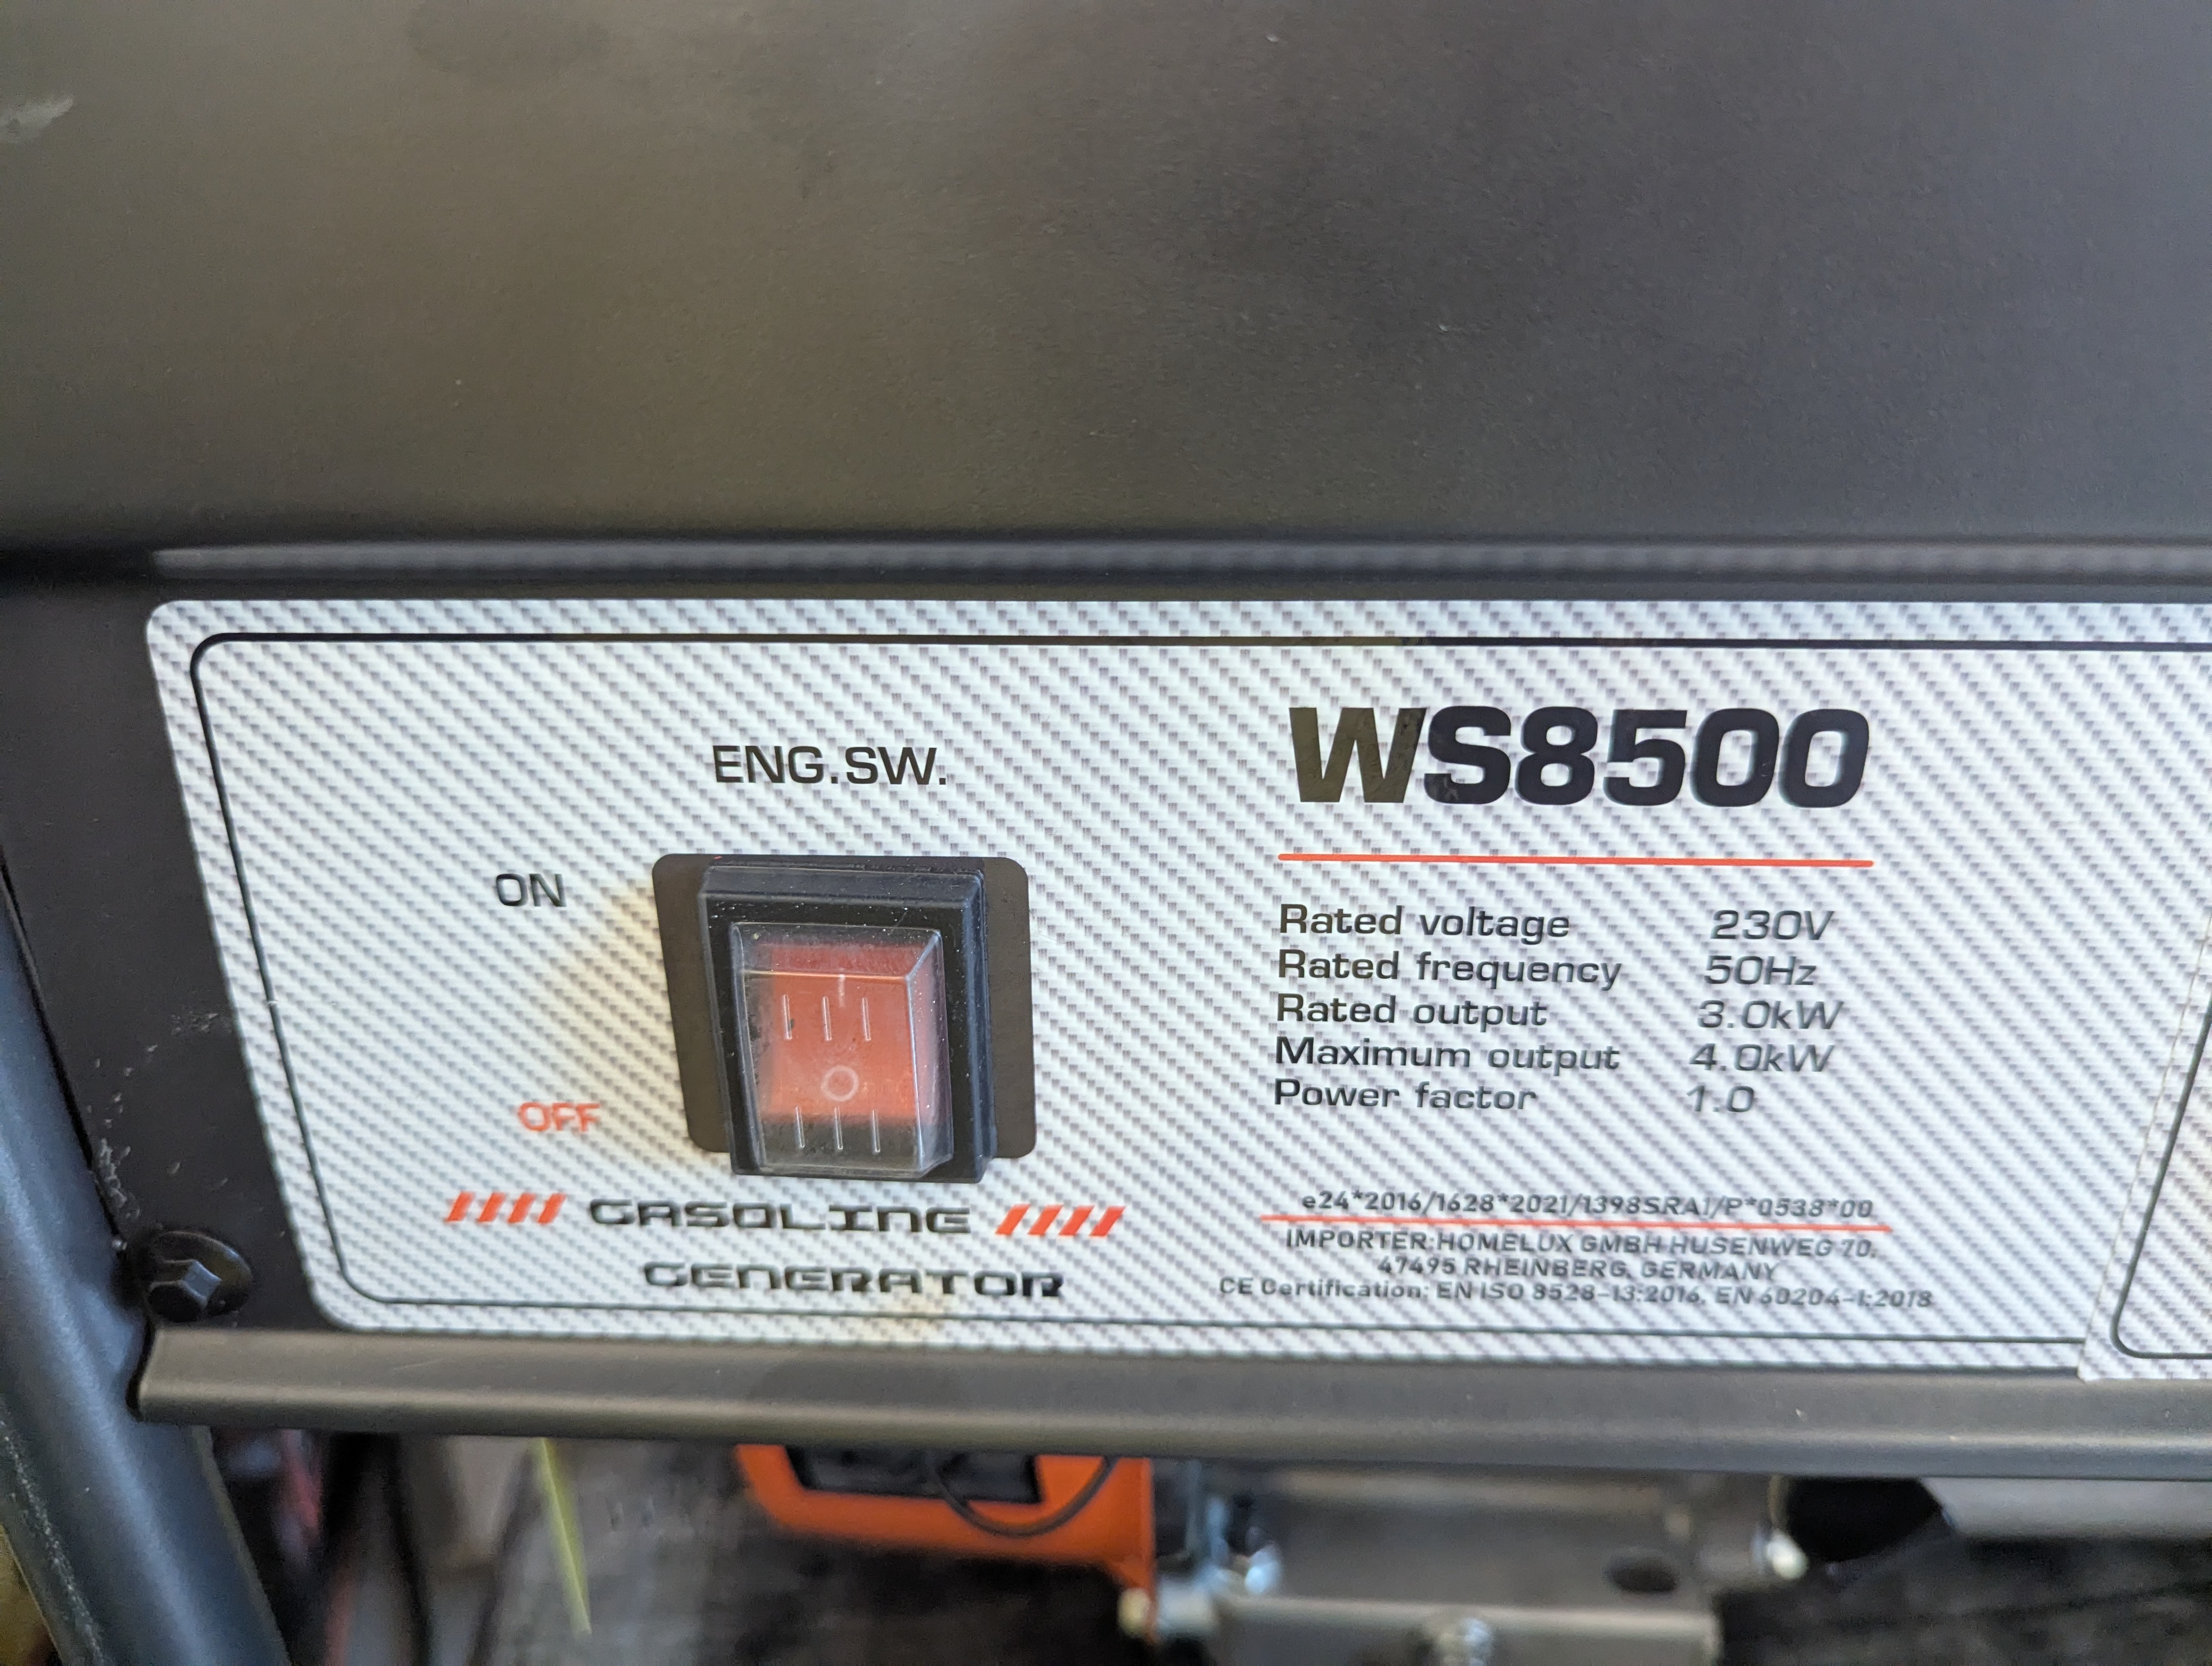 ENG.SW.
ON
OFF
GASOLINE
GENERATOR
WS8500
Rated voltage 230V
Rated frequency 50Hz
Rated output 3.0kW
Maximum output 4.0kW
Power factor 1.0
e24*2016/1628*2021/1398SRA1/P*0538*00
IMPORTER:HOMELUX GMBH HUSENWEG 70,
47495 RHEINBERG, GERMANY
CE Certification: EN ISO 8528-13:2016, EN 60204-1:2018